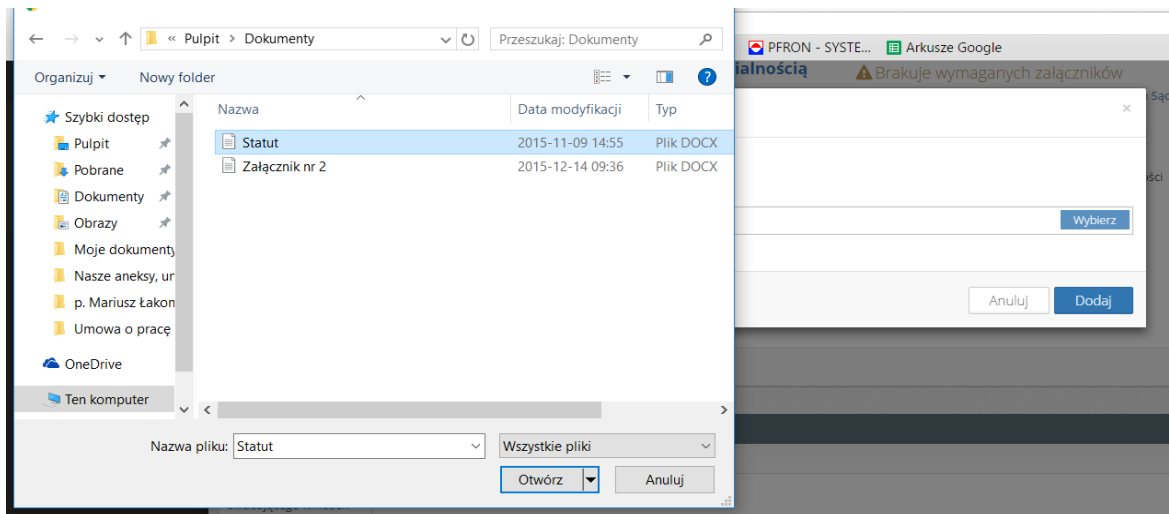 « Pulpit > Dokumenty
Przeszukaj: Dokumenty
Organizuj
Nowy folder
Szybki dostęp
Pulpit
Pobrane
Dokumenty
Obrazy
Moje dokumenty
Nasze aneksy, ur
p. Mariusz Łakon
Umowa o pracę
OneDrive
Ten komputer
Nazwa Data modyfikacji Typ
Statut 2015-11-09 14:55 Plik DOCX
Załącznik nr 2 2015-12-14 09:36 Plik DOCX
Nazwa pliku: Statut Wszystkie pliki
Otwórz Anuluj
PFRON - SYSTE... Arkusze Google
ialnością Brakuje wymaganych załączników
Sąd
×
ści
Wybierz
Anuluj Dodaj